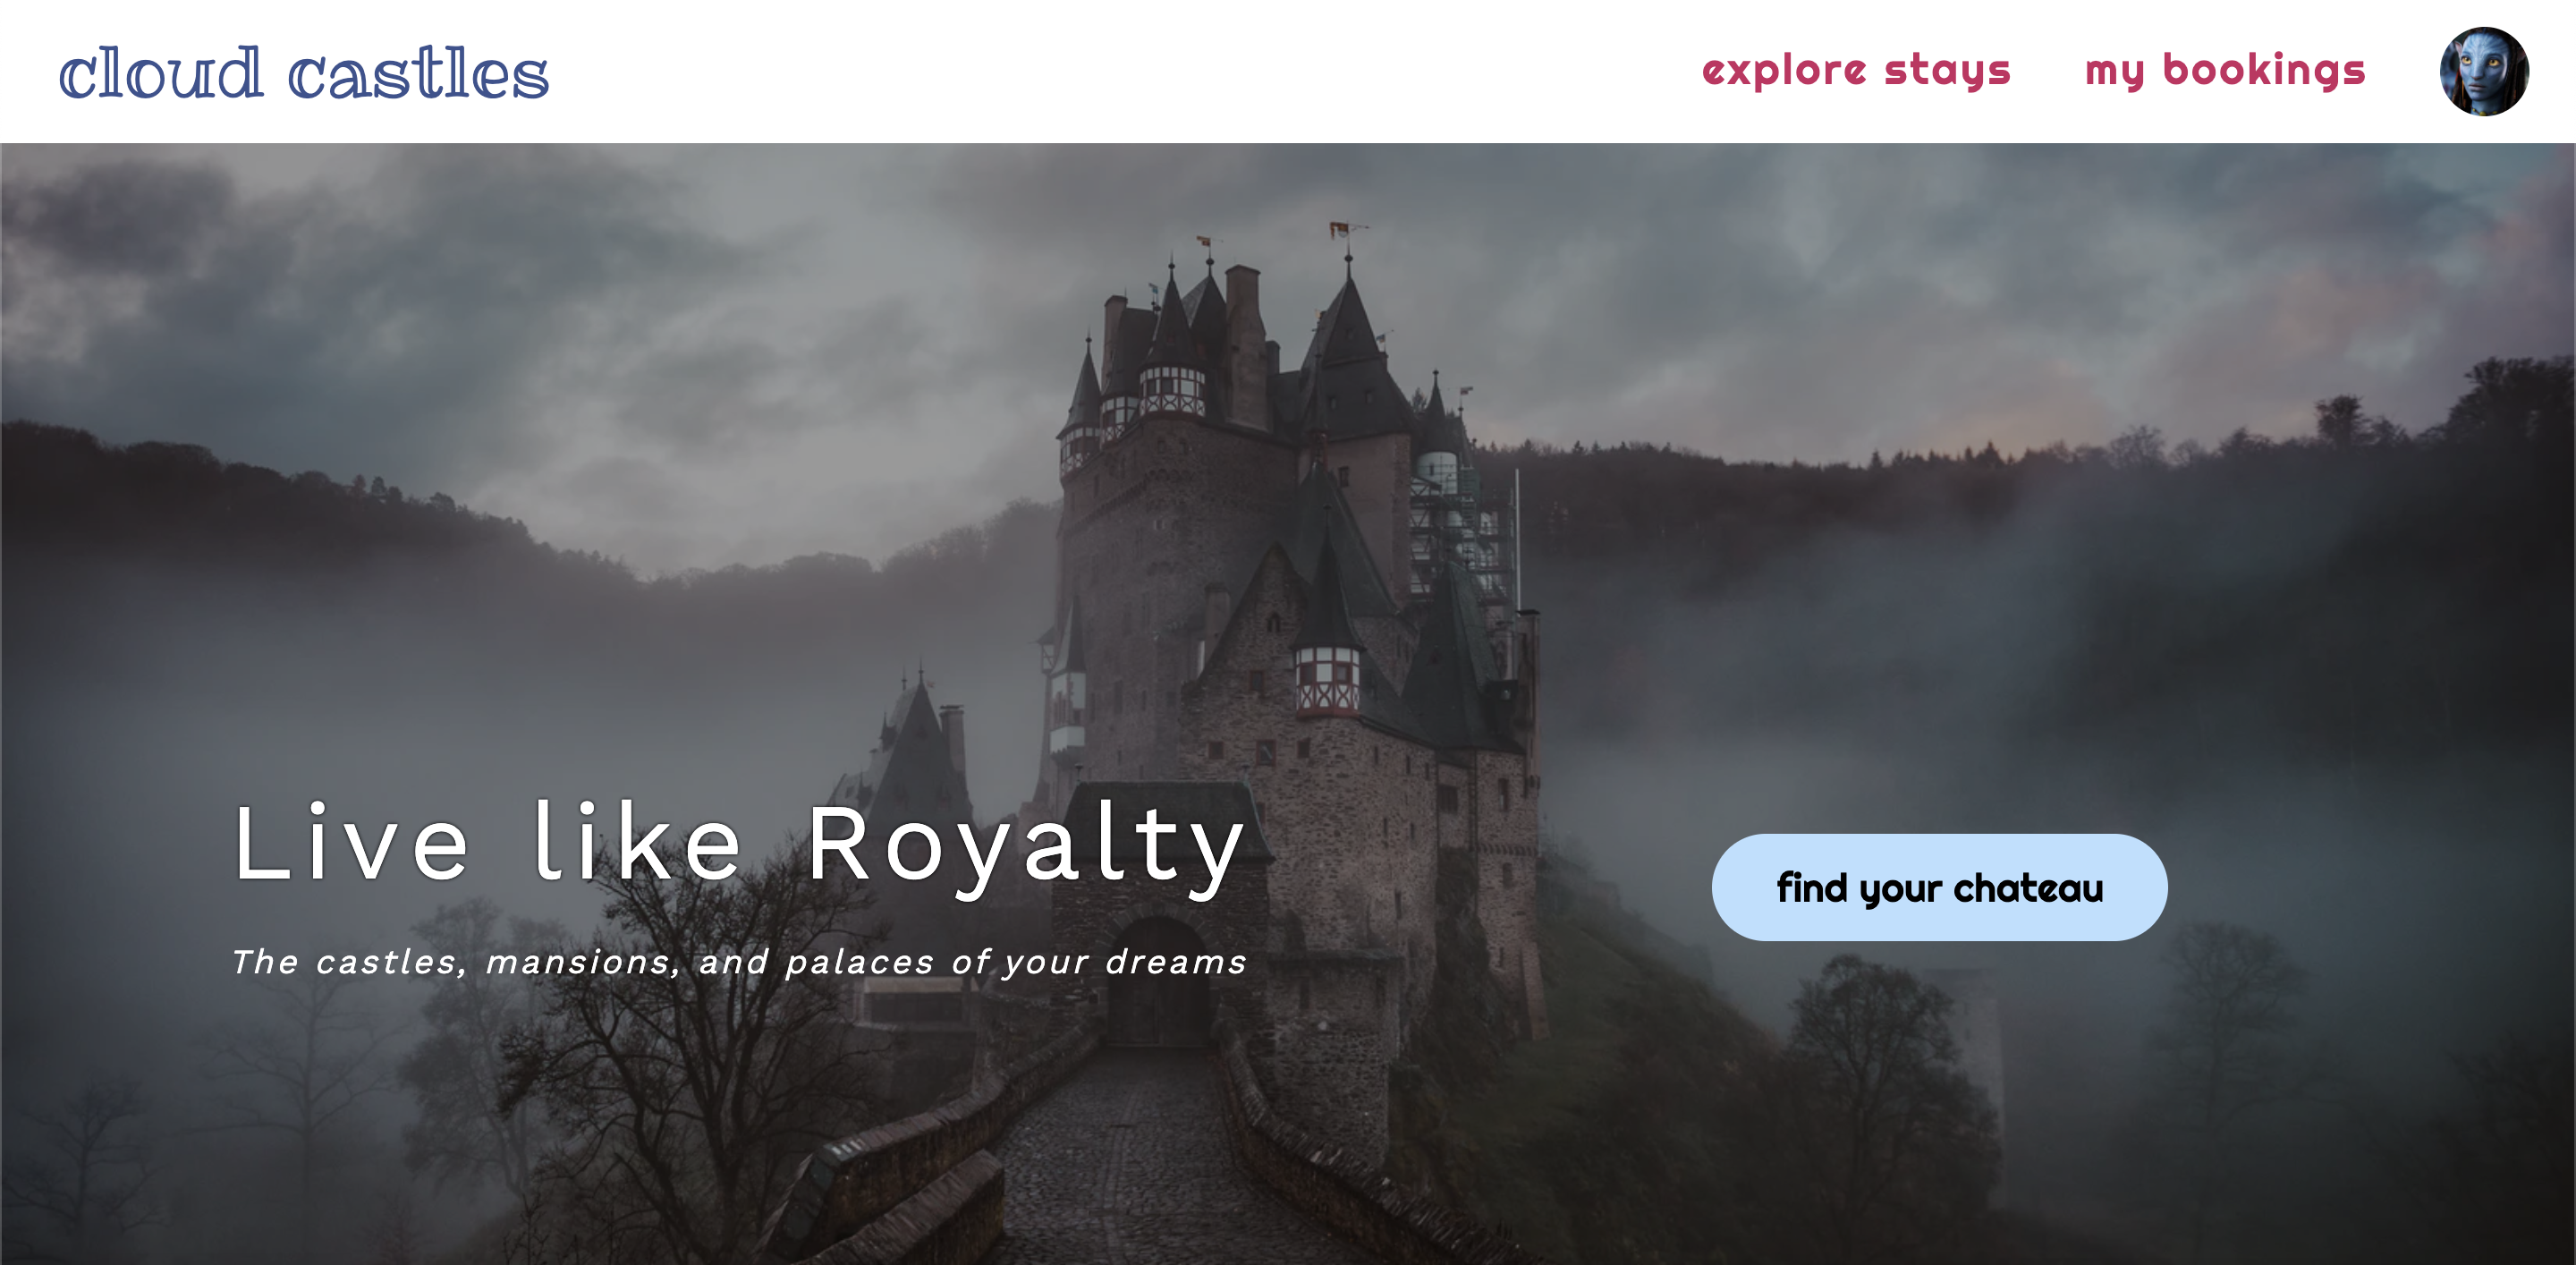 cloud castles
explore stays
my bookings
Live like Royalty
find your chateau
The castles, mansions, and palaces of your dreams